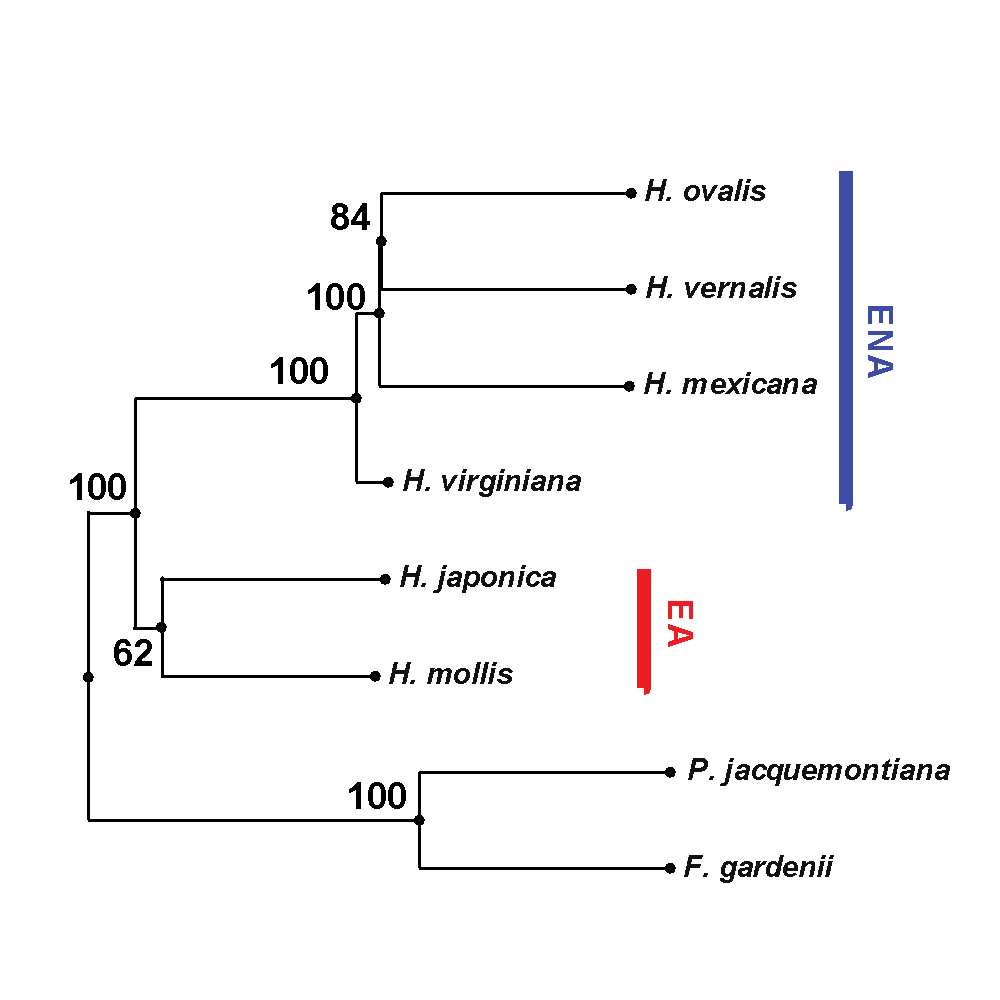 84
H. ovalis
100
H. vernalis
ENA
100
H. mexicana
100
H. virginiana
H. japonica
EA
62
H. mollis
100
P. jacquemontiana
F. gardenii